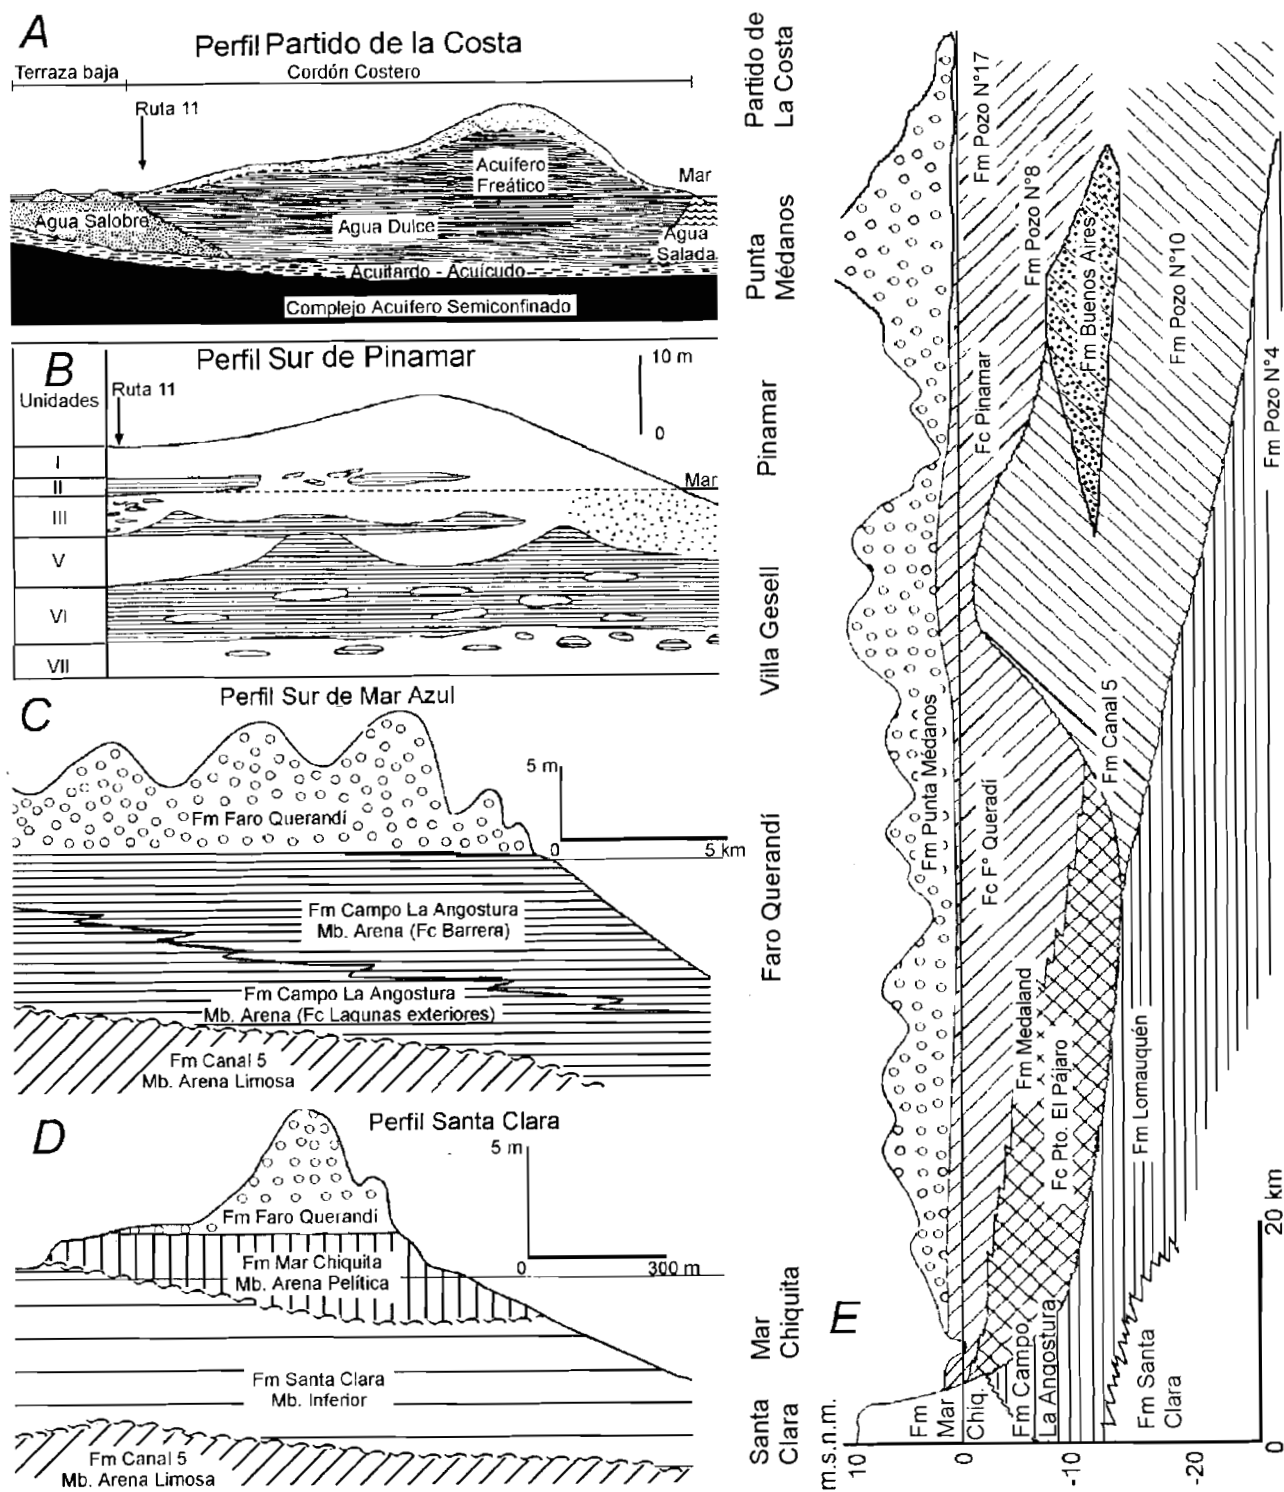 A
Perfil Partido de la Costa
Terraza baja
Cordón Costero
Ruta 11
Acuífero
Freático
Mar
Agua Salobre
Agua Dulce
Agua
Salada
Acuitardo - Acuícudo
Complejo Acuifero Semiconfinado
B
Perfil Sur de Pinamar
10 m
0
Unidades
Ruta 11
I
II
III
V
VI
VII
Mar
C
Perfil Sur de Mar Azul
5 m
0
5 km
Fm Faro Querandí
Fm Campo La Angostura
Mb. Arena (Fc Barrera)
Fm Campo La Angostura
Mb. Arena (Fc Lagunas exteriores)
Fm Canal 5
Mb. Arena Limosa
D
Perfil Santa Clara
5 m
0
300 m
Fm Faro Querandi
Fm Mar Chiquita
Mb. Arena Pelítica
Fm Santa Clara
Mb. Inferior
Fm Canal 5
Mb. Arena Limosa
E
Santa
Clara
Mar
Chiquita
Faro Querandí
Villa Gesell
Pinamar
Punta
Médanos
Partido de
La Costa
m.s.n.m.
10
0
-10
-20
0
20 km
Fm
Mar
Chiq.
Fm Campo
La Angostura
Fm Santa
Clara
Fm Lomauquén
Fc Pto. El Pájaro
Fm Medaland
Fc F° Queradí
Fm Punta Médanos
Fm Canal 5
Fc Pinamar
Fm Pozo N°17
Fm Pozo N°8
Fm Buenos Aires
Fm Pozo N°10
Fm Pozo N°4